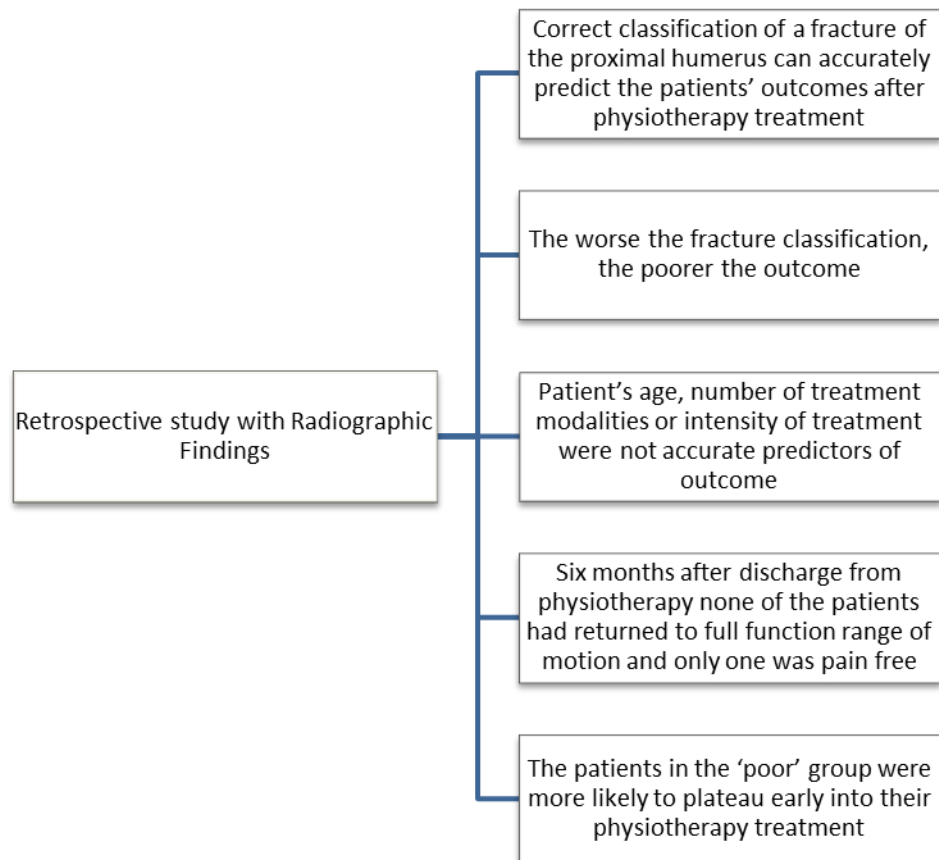 Correct classification of a fracture of
the proximal humerus can accurately
predict the patients’ outcomes after
physiotherapy treatment
The worse the fracture classification,
the poorer the outcome
Retrospective study with Radiographic
Findings
Patient’s age, number of treatment
modalities or intensity of treatment
were not accurate predictors of
outcome
Six months after discharge from
physiotherapy none of the patients
had returned to full function range of
motion and only one was pain free
The patients in the ‘poor’ group were
more likely to plateau early into their
physiotherapy treatment